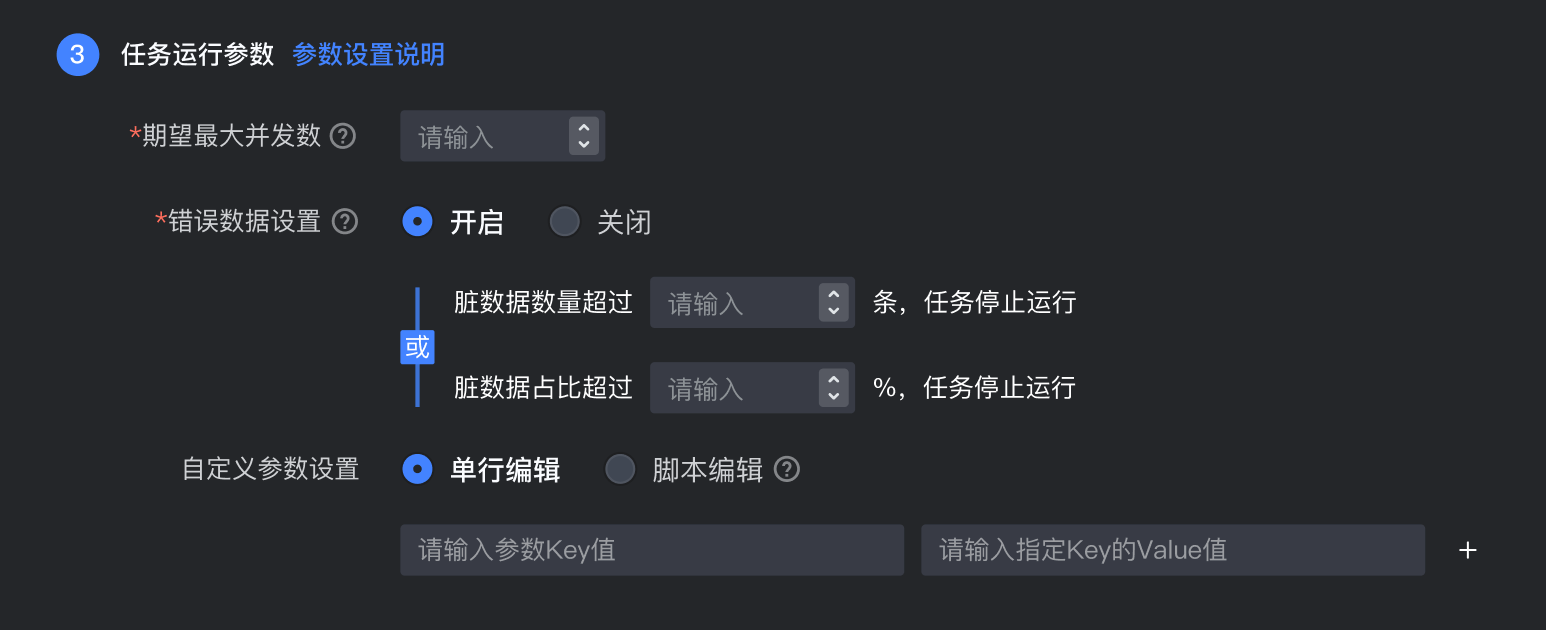 3 任务运行参数 参数设置说明
*期望最大并发数 ? 请输入
*错误数据设置 ? 开启 关闭
脏数据数量超过 请输入 条，任务停止运行
或
脏数据占比超过 请输入 %，任务停止运行
自定义参数设置 单行编辑 脚本编辑 ?
请输入参数Key值 请输入指定Key的Value值 +